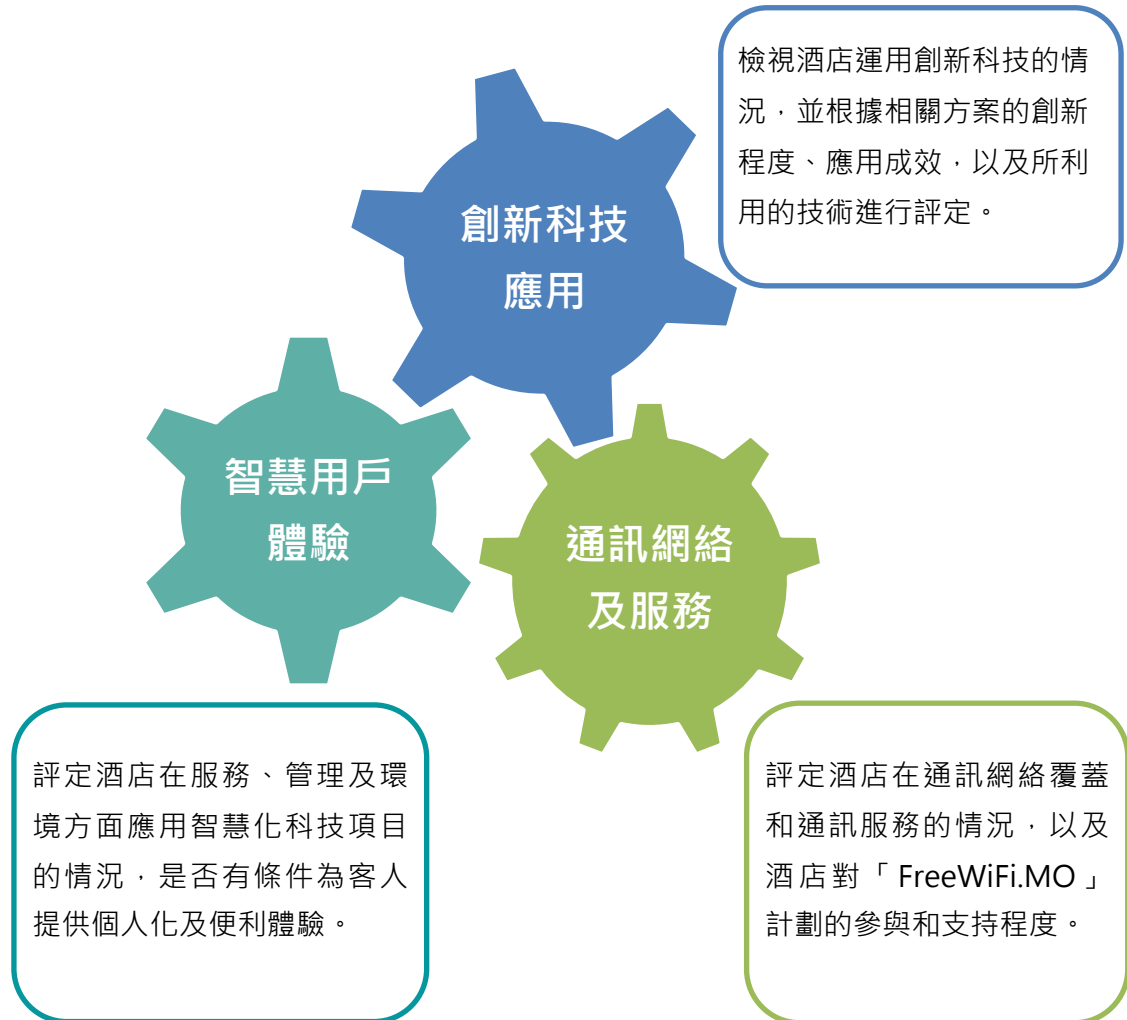 檢視酒店運用創新科技的情
況，並根據相關方案的創新
程度、應用成效，以及所利
用的技術進行評定。
創新科技
應用
智慧用戶
體驗
通訊網絡
及服務
評定酒店在服務、管理及環
境方面應用智慧化科技項目
的情況，是否有條件為客人
提供個人化及便利體驗。
評定酒店在通訊網絡覆蓋
和通訊服務的情況，以及
酒店對「FreeWiFi.MO」
計劃的參與和支持程度。